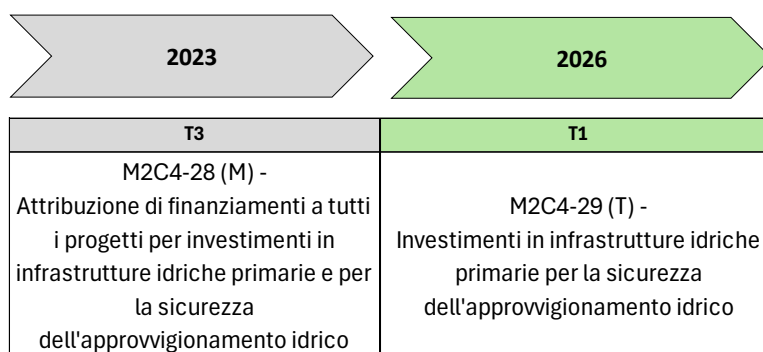 2023
2026
T3
T1
M2C4-28 (M) -
Attribuzione di finanziamenti a tutti
i progetti per investimenti in
infrastrutture idriche primarie e per
la sicurezza
dell'approvvigionamento idrico
M2C4-29 (T) -
Investimenti in infrastrutture idriche
primarie per la sicurezza
dell'approvvigionamento idrico